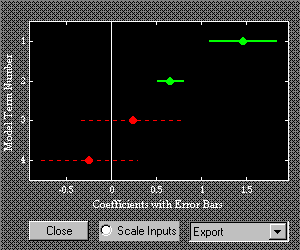 Model Term Number
1
2
3
4
-0.5
0
0.5
1
1.5
Coefficients with Error Bars
Close
Scale Inputs
Export